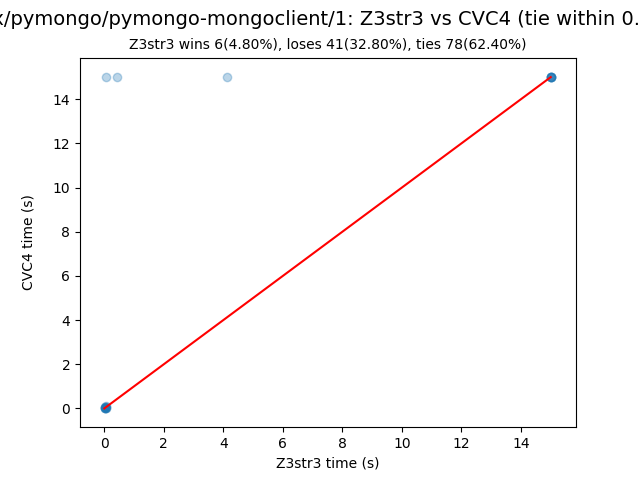 x/pymongo/pymongo-mongoclient/1: Z3str3 vs CVC4 (tie within 0.
Z3str3 wins 6(4.80%), loses 41(32.80%), ties 78(62.40%)
14
12
10
8
6
4
2
0
CVC4 time (s)
0 2 4 6 8 10 12 14
Z3str3 time (s)